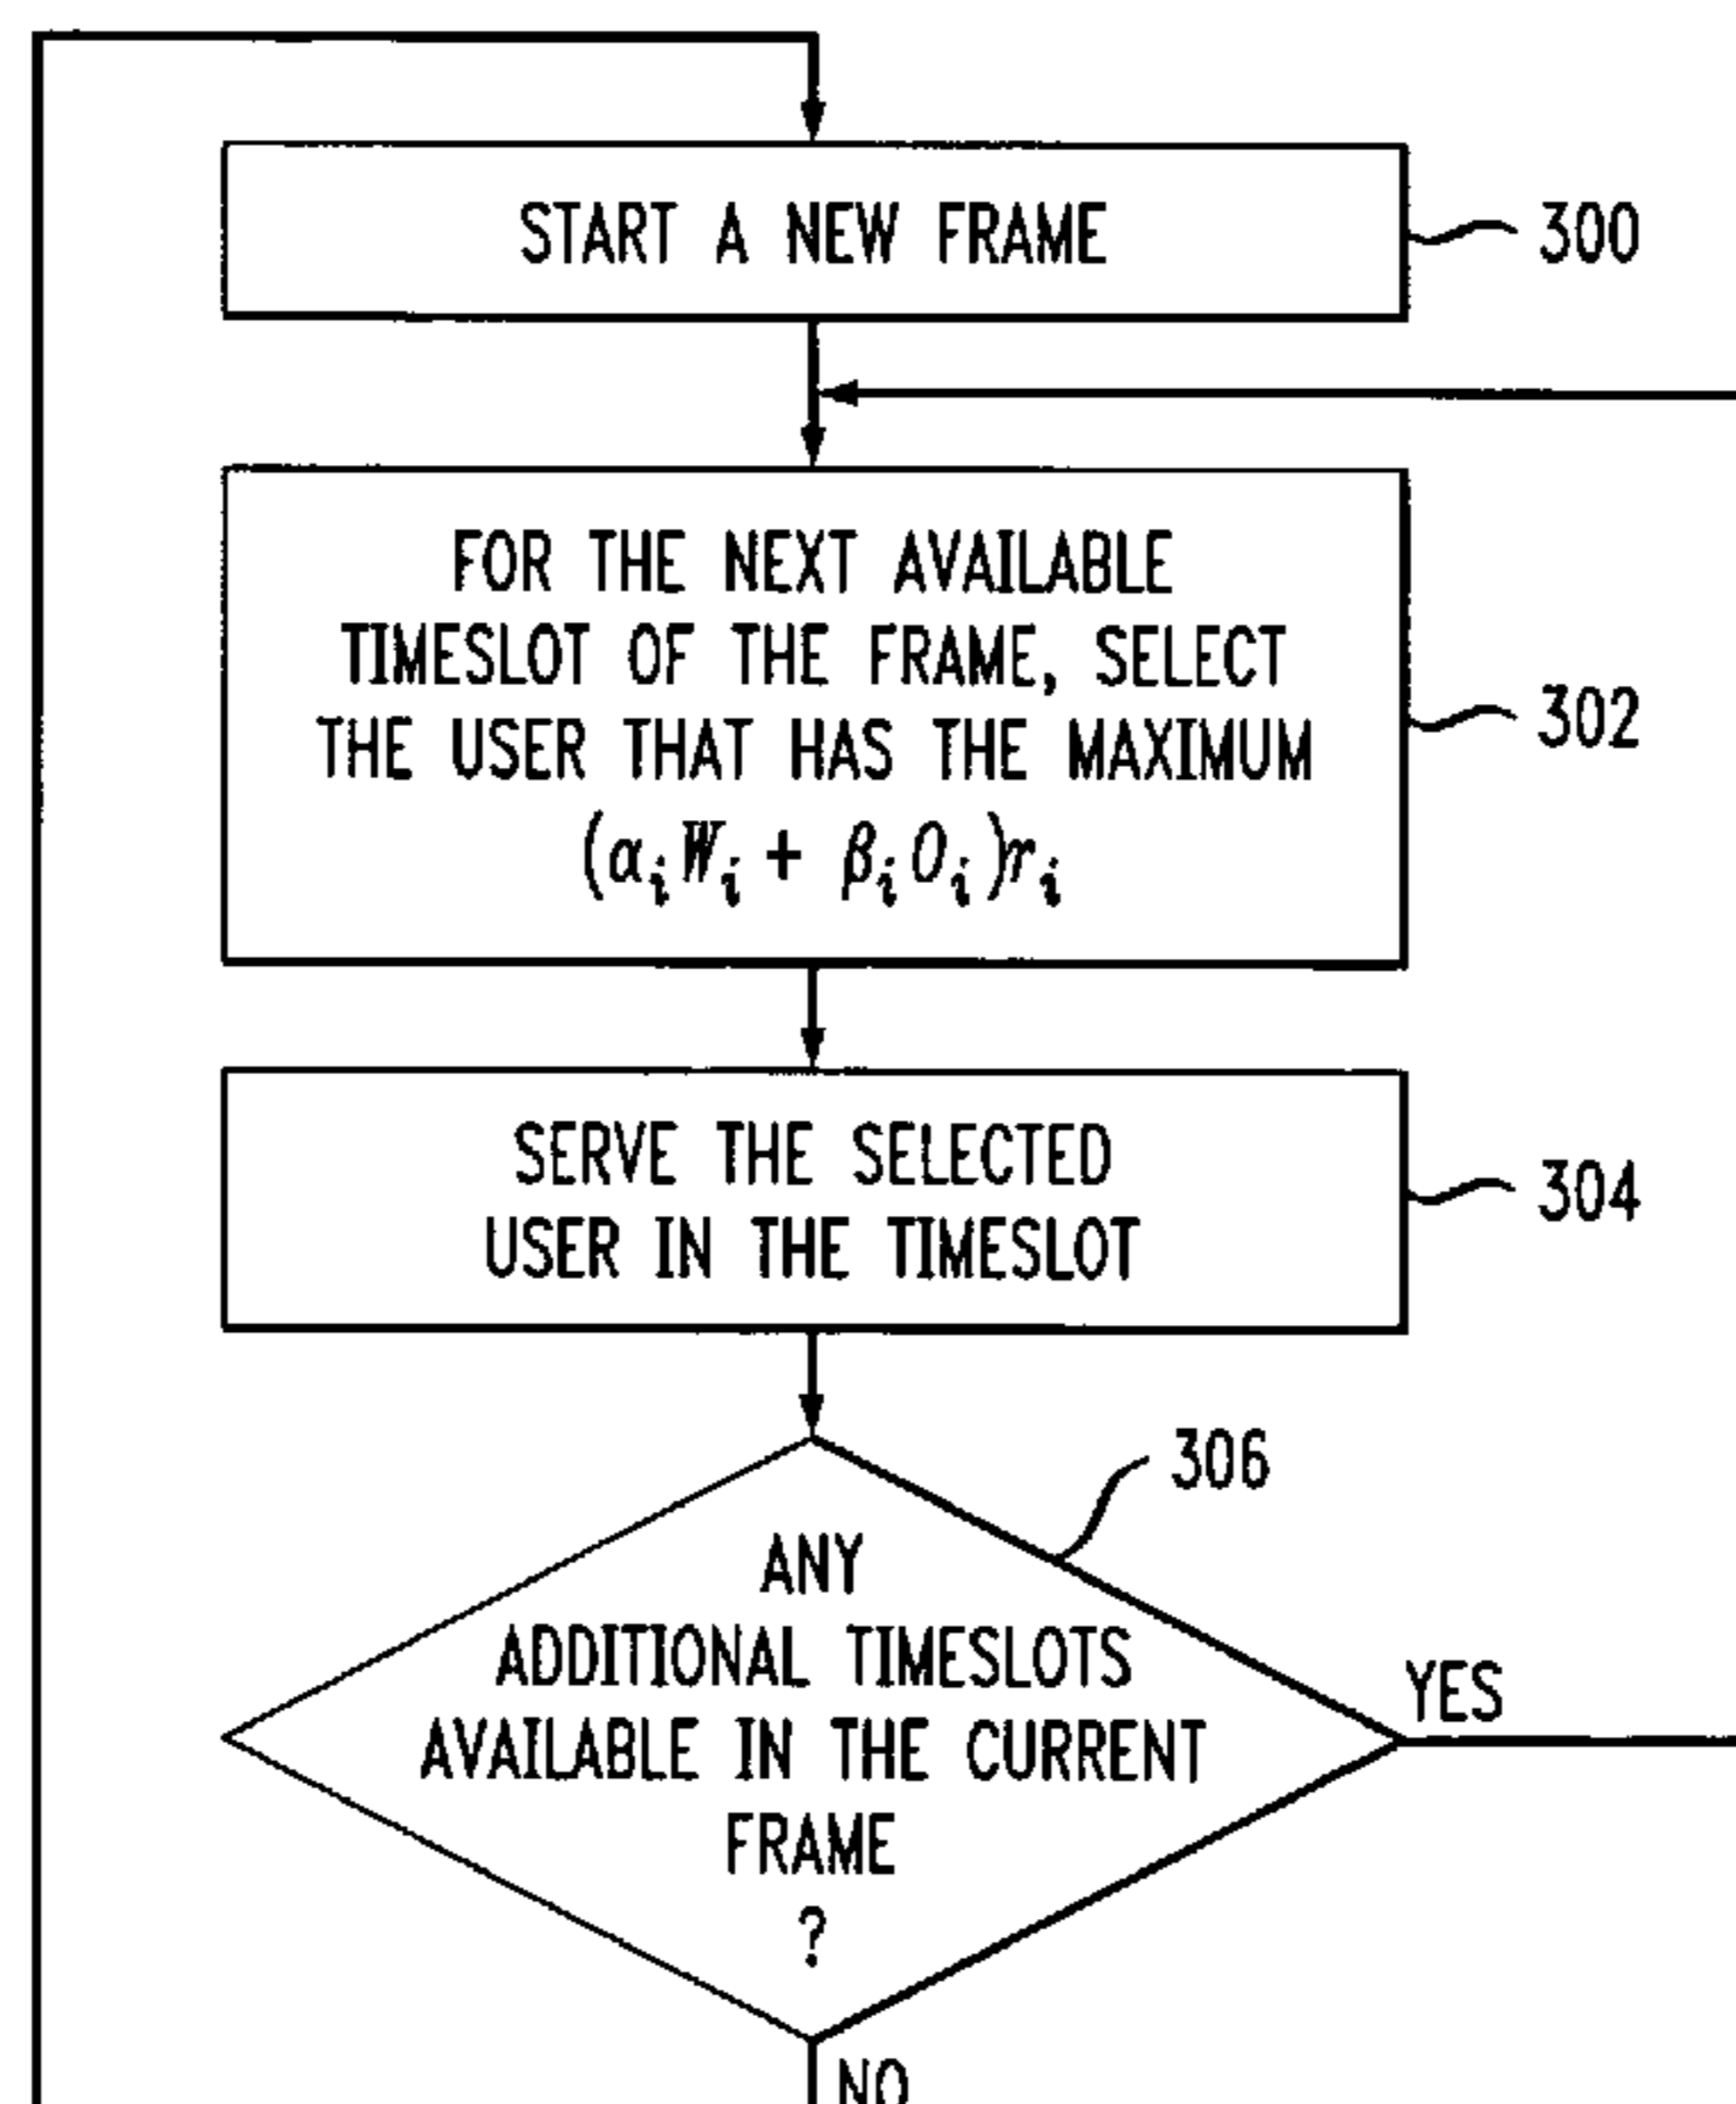 START A NEW FRAME
300
FOR THE NEXT AVAILABLE
TIMESLOT OF THE FRAME, SELECT
THE USER THAT HAS THE MAXIMUM
(αᵢWᵢ + βᵢOᵢ)rᵢ
302
SERVE THE SELECTED
USER IN THE TIMESLOT
304
306
ANY
ADDITIONAL TIMESLOTS
AVAILABLE IN THE CURRENT
FRAME
?
YES
NO